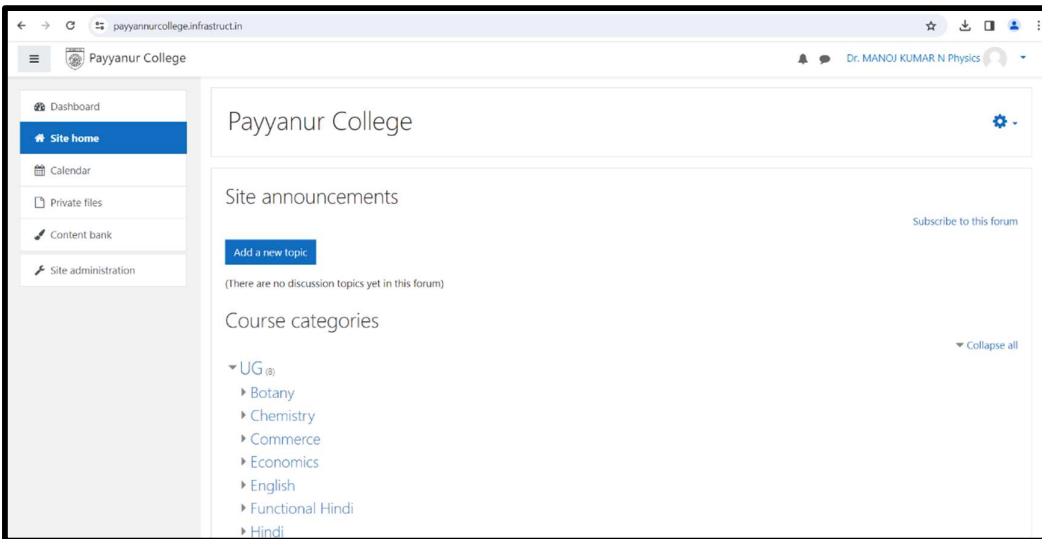 payyannurcollege.infrastruct.in
Payyanur College
Dr. MANOJ KUMAR N Physics
Dashboard
Site home
Calendar
Private files
Content bank
Site administration
Payyanur College
Site announcements
Subscribe to this forum
Add a new topic
(There are no discussion topics yet in this forum)
Course categories
Collapse all
UG (8)
Botany
Chemistry
Commerce
Economics
English
Functional Hindi
Hindi